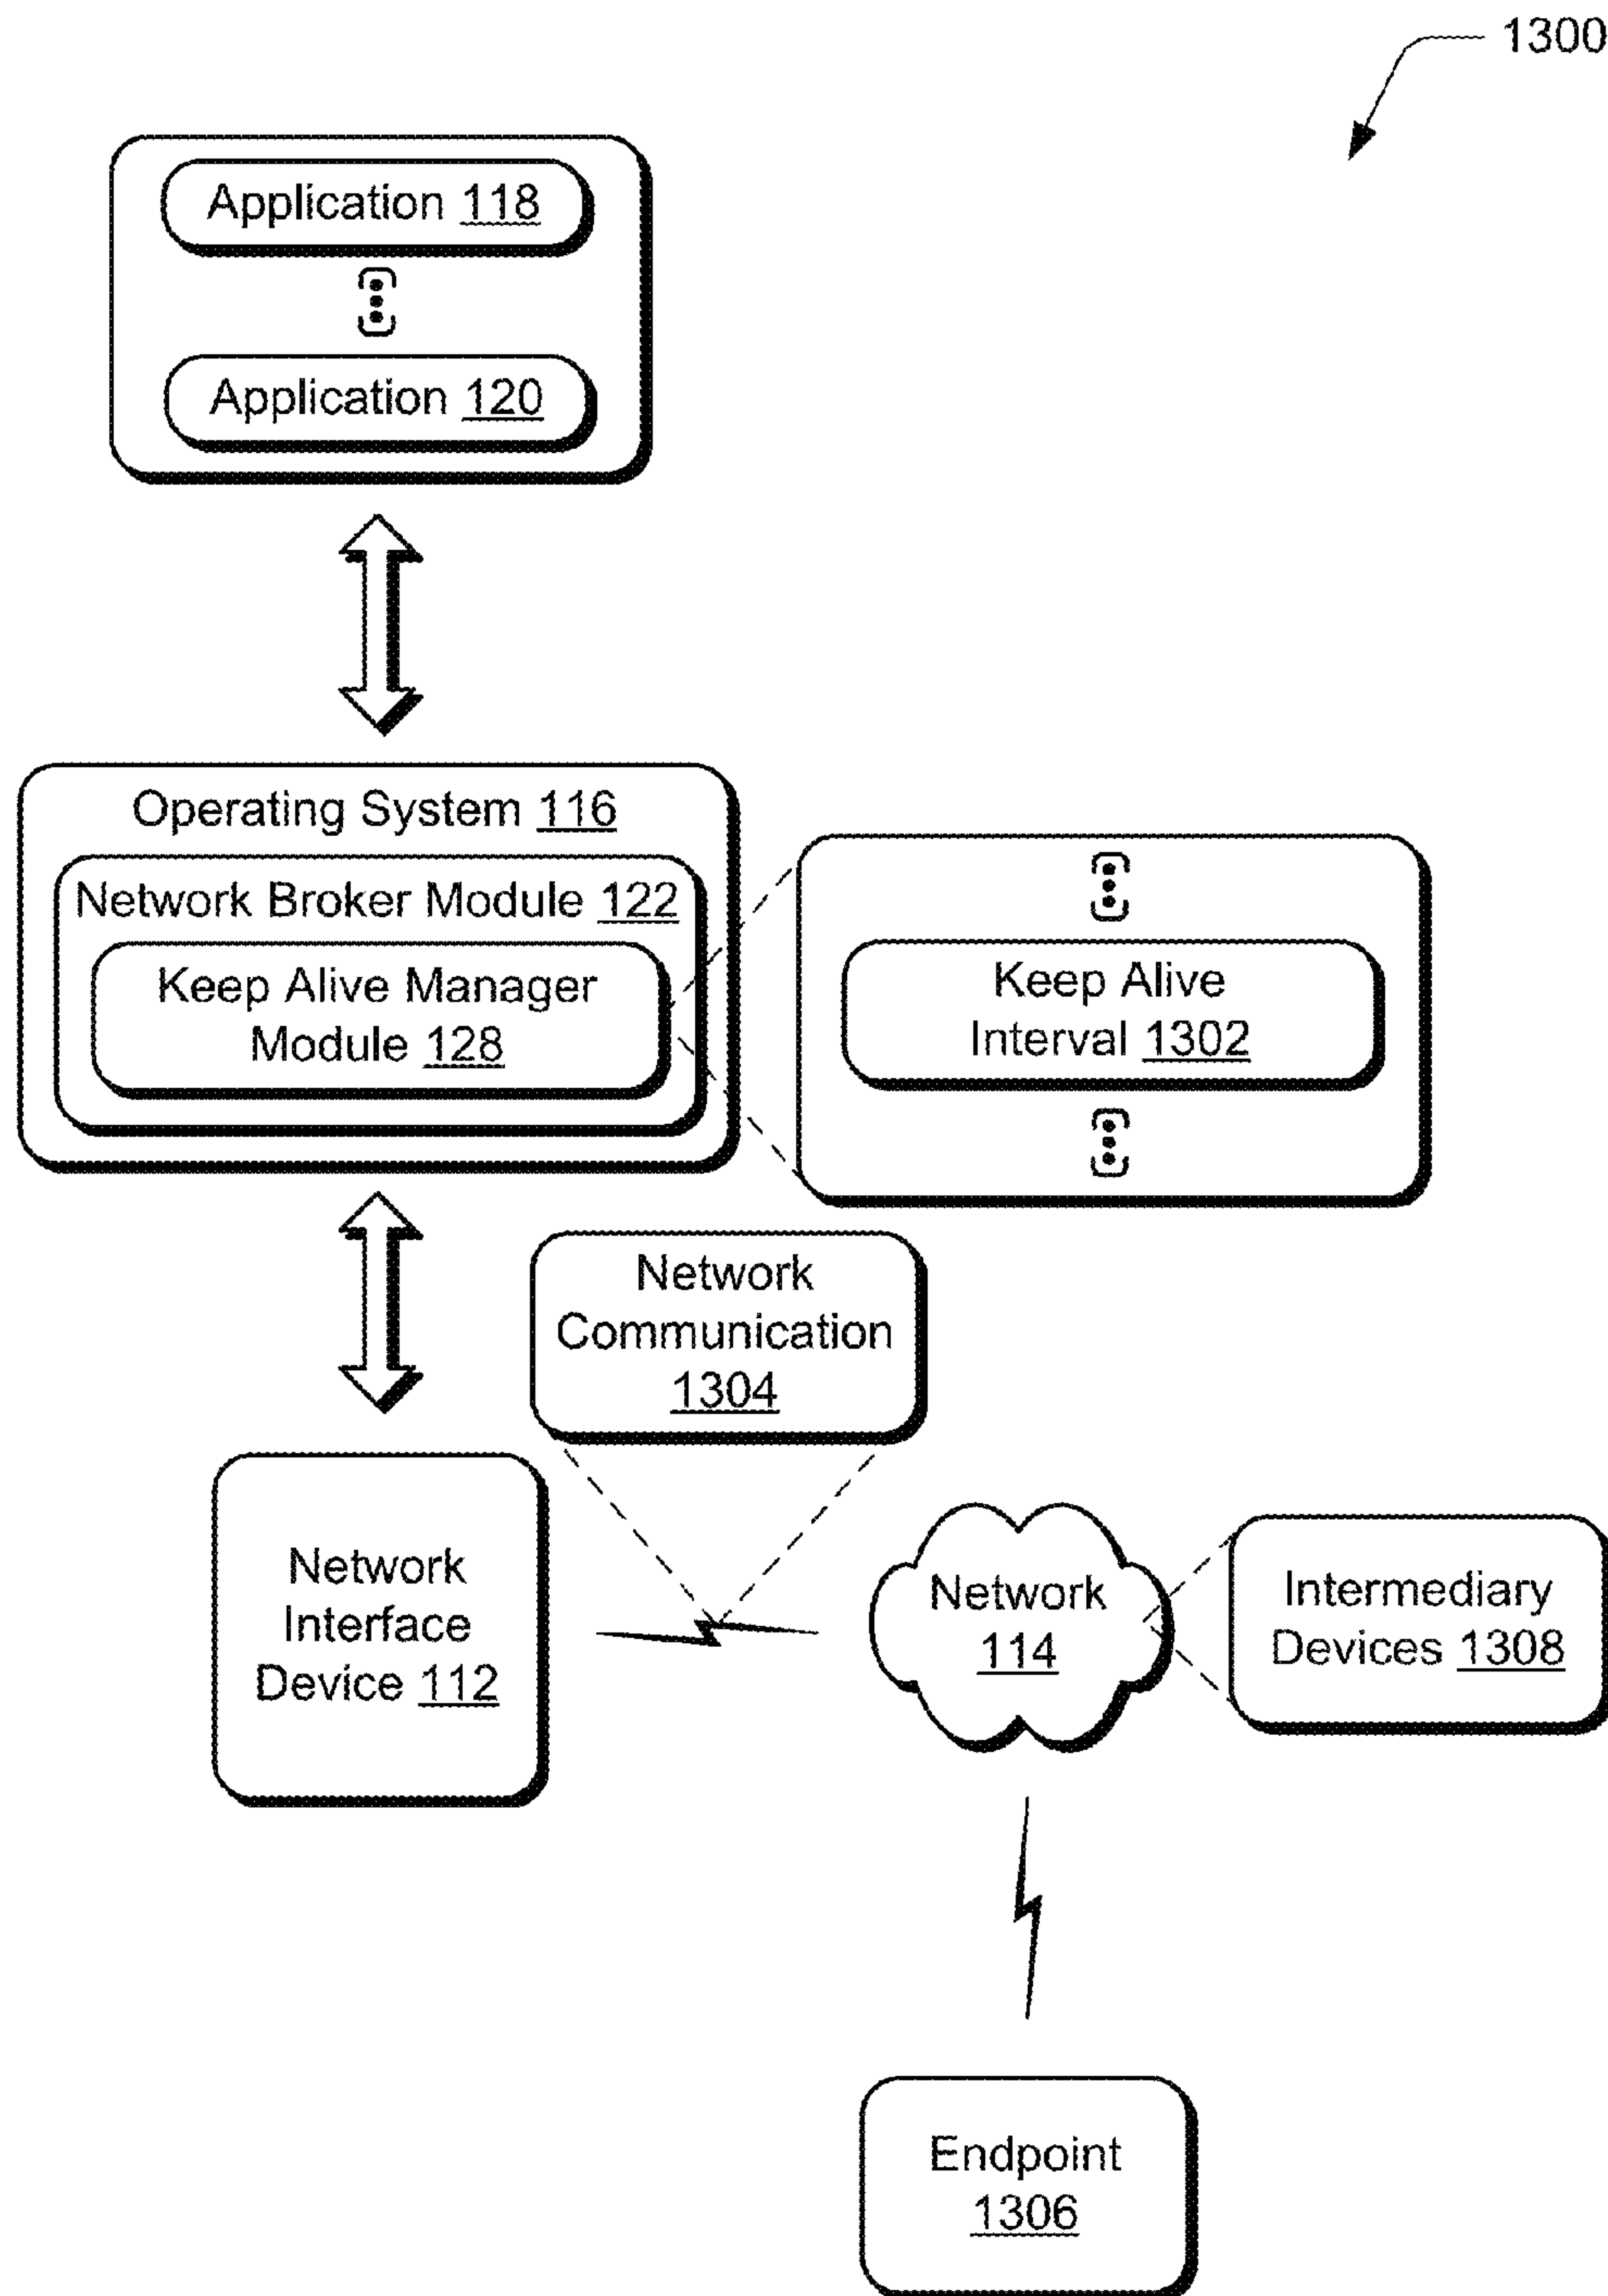 1300
Application 118
Application 120
Operating System 116
Network Broker Module 122
Keep Alive Manager
Module 128
Keep Alive
Interval 1302
Network
Communication
1304
Network
Interface
Device 112
Network
114
Intermediary
Devices 1308
Endpoint
1306